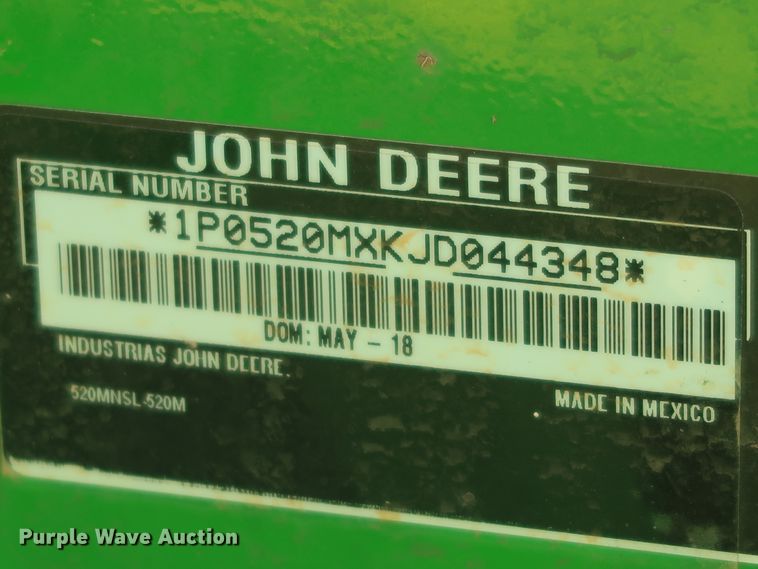 JOHN DEERE
SERIAL NUMBER
*1P0520MXKJD044348*
DOM: MAY - 18
INDUSTRIAS JOHN DEERE.
520MNSL-520M
MADE IN MEXICO
Purple Wave Auction